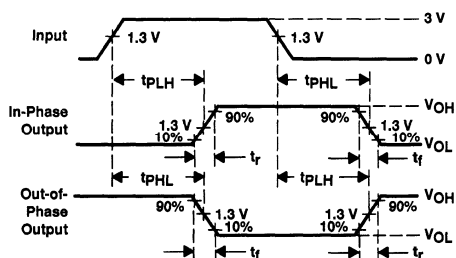 3 V
Input
1.3 V
1.3 V
0 V
tPLH
tPHL
In-Phase
Output
90%
90%
VOH
1.3 V
1.3 V
10%
10%
VOL
tr
tf
tPHL
tPLH
Out-of-
Phase
Output
90%
90%
VOH
1.3 V
1.3 V
10%
10%
VOL
tf
tr